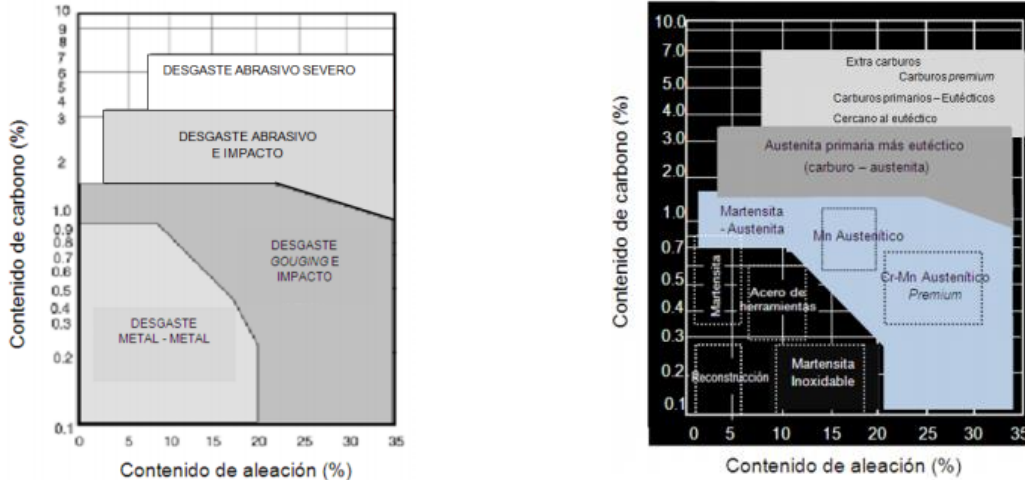 10
9
8
7
6
5
4
3
2
1.0
0.9
0.8
0.7
0.6
0.5
0.4
0.3
0.2
0.1
Contenido de carbono (%)
DESGASTE ABRASIVO SEVERO
DESGASTE ABRASIVO
E IMPACTO
DESGASTE
GOUGING E
IMPACTO
DESGASTE
METAL - METAL
0 5 10 15 20 25 30 35
Contenido de aleación (%)
10.0
7.0
5.0
4.0
3.0
2.0
1.0
0.7
0.5
0.4
0.3
0.2
0.1
Contenido de carbono (%)
Extra carburos
Carburos premium
Carburos primarios – Eutécticos
Cercano al eutéctico
Austenita primaria más eutéctico
(carburo – austenita)
Martensita
- Austenita
Mn Austenítico
Cr-Mn Austenítico
Premium
Martensita
Acero de
herramientas
Reconstrucción
Martensita
Inoxidable
0 5 10 15 20 25 30 35
Contenido de aleación (%)